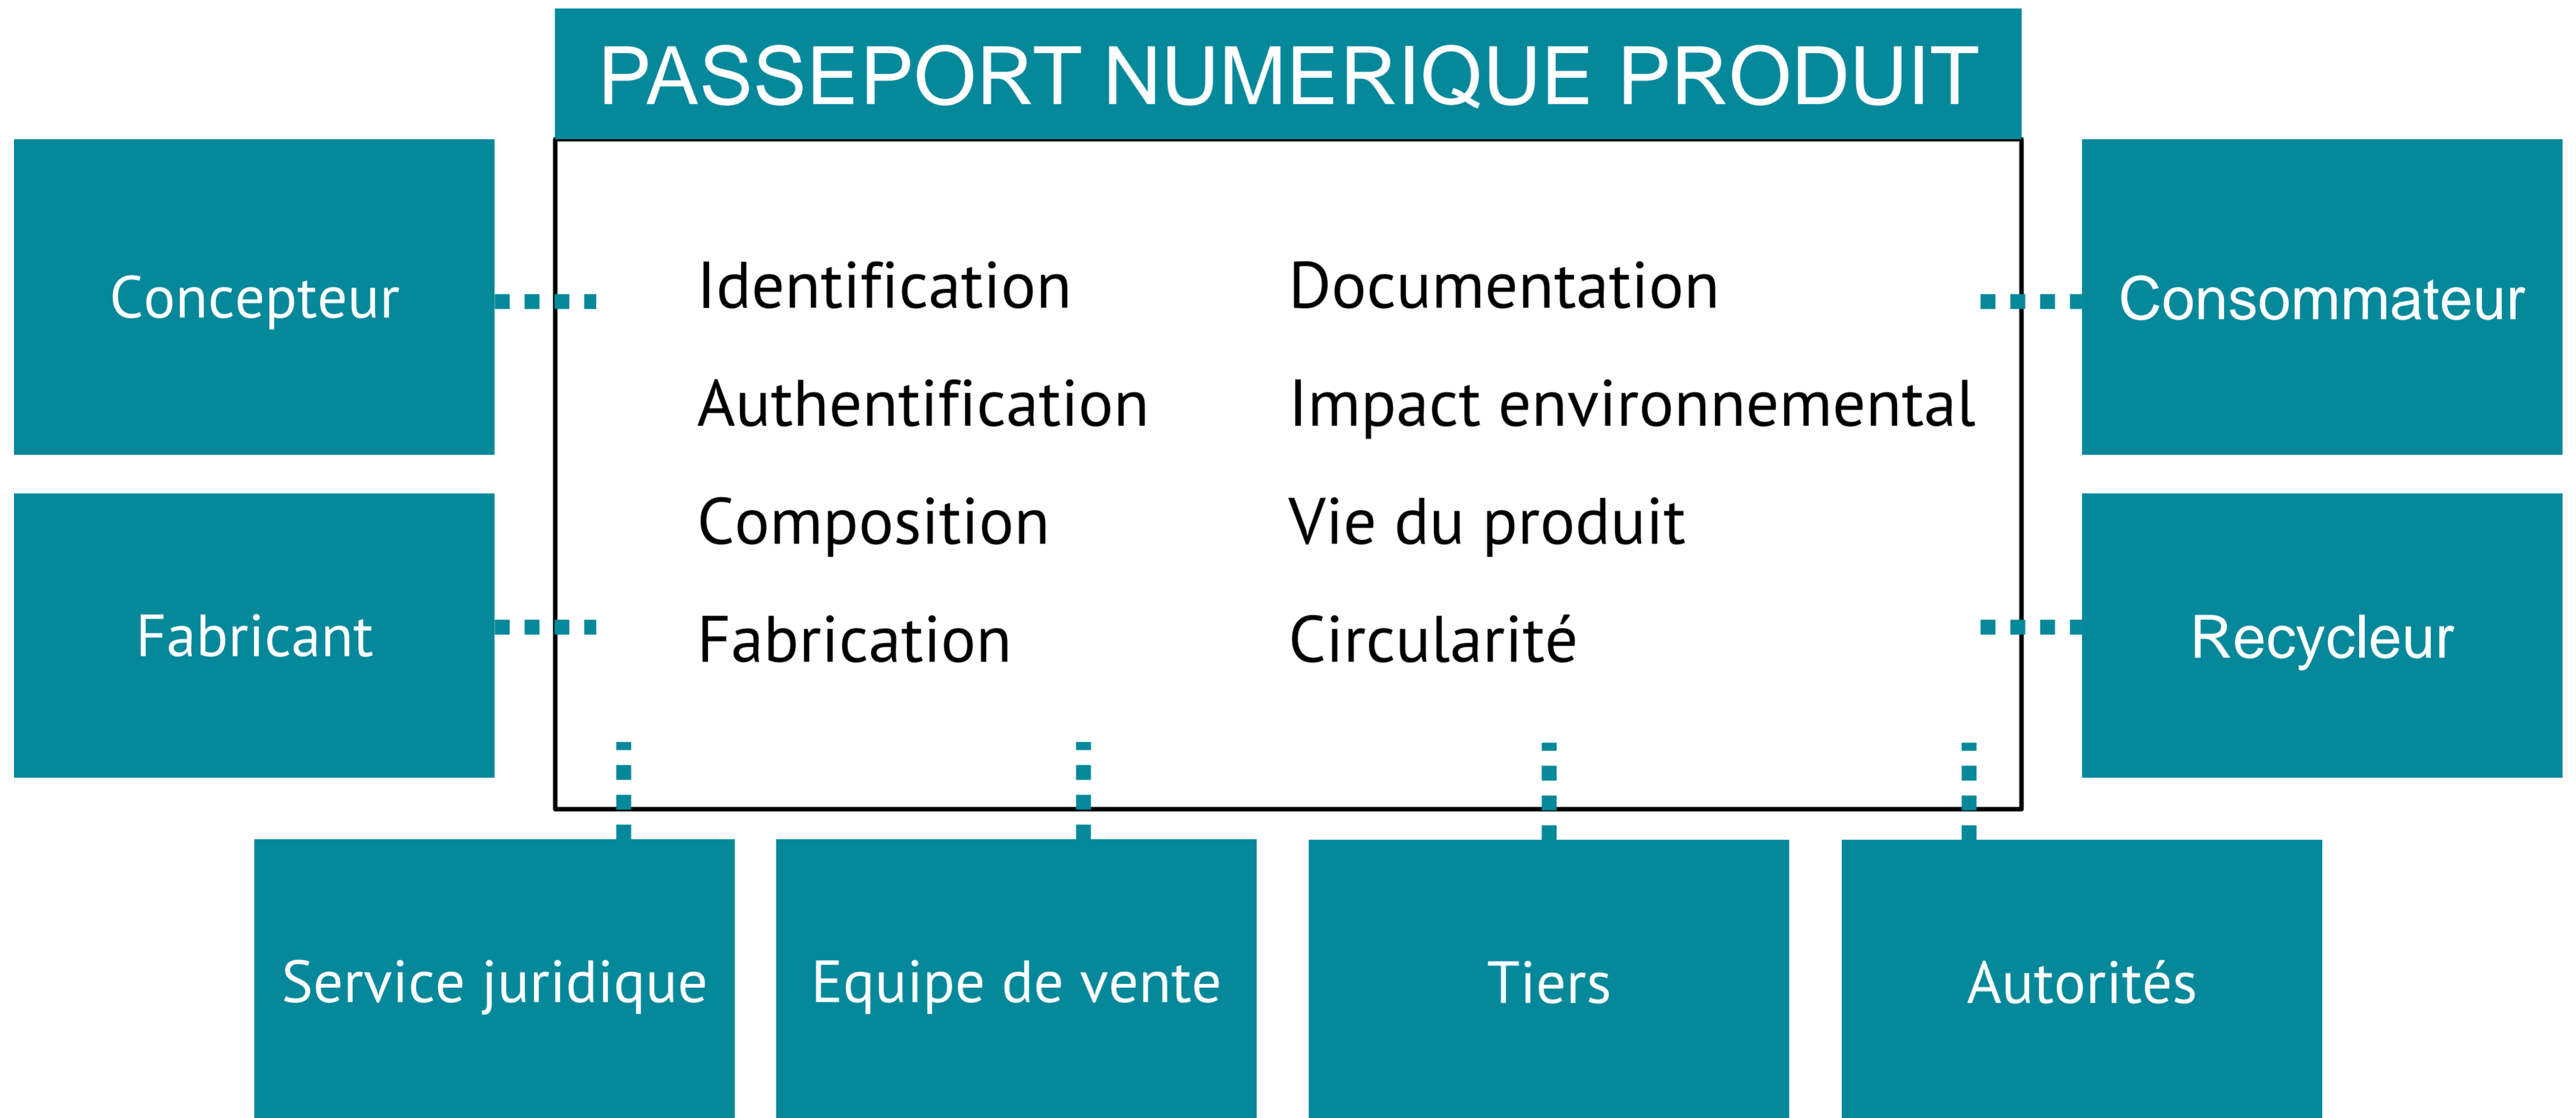 PASSEPORT NUMERIQUE PRODUIT
Concepteur
Fabricant
Identification
Authentification
Composition
Fabrication
Documentation
Impact environnemental
Vie du produit
Circularité
Consommateur
Recycleur
Service juridique
Equipe de vente
Tiers
Autorités